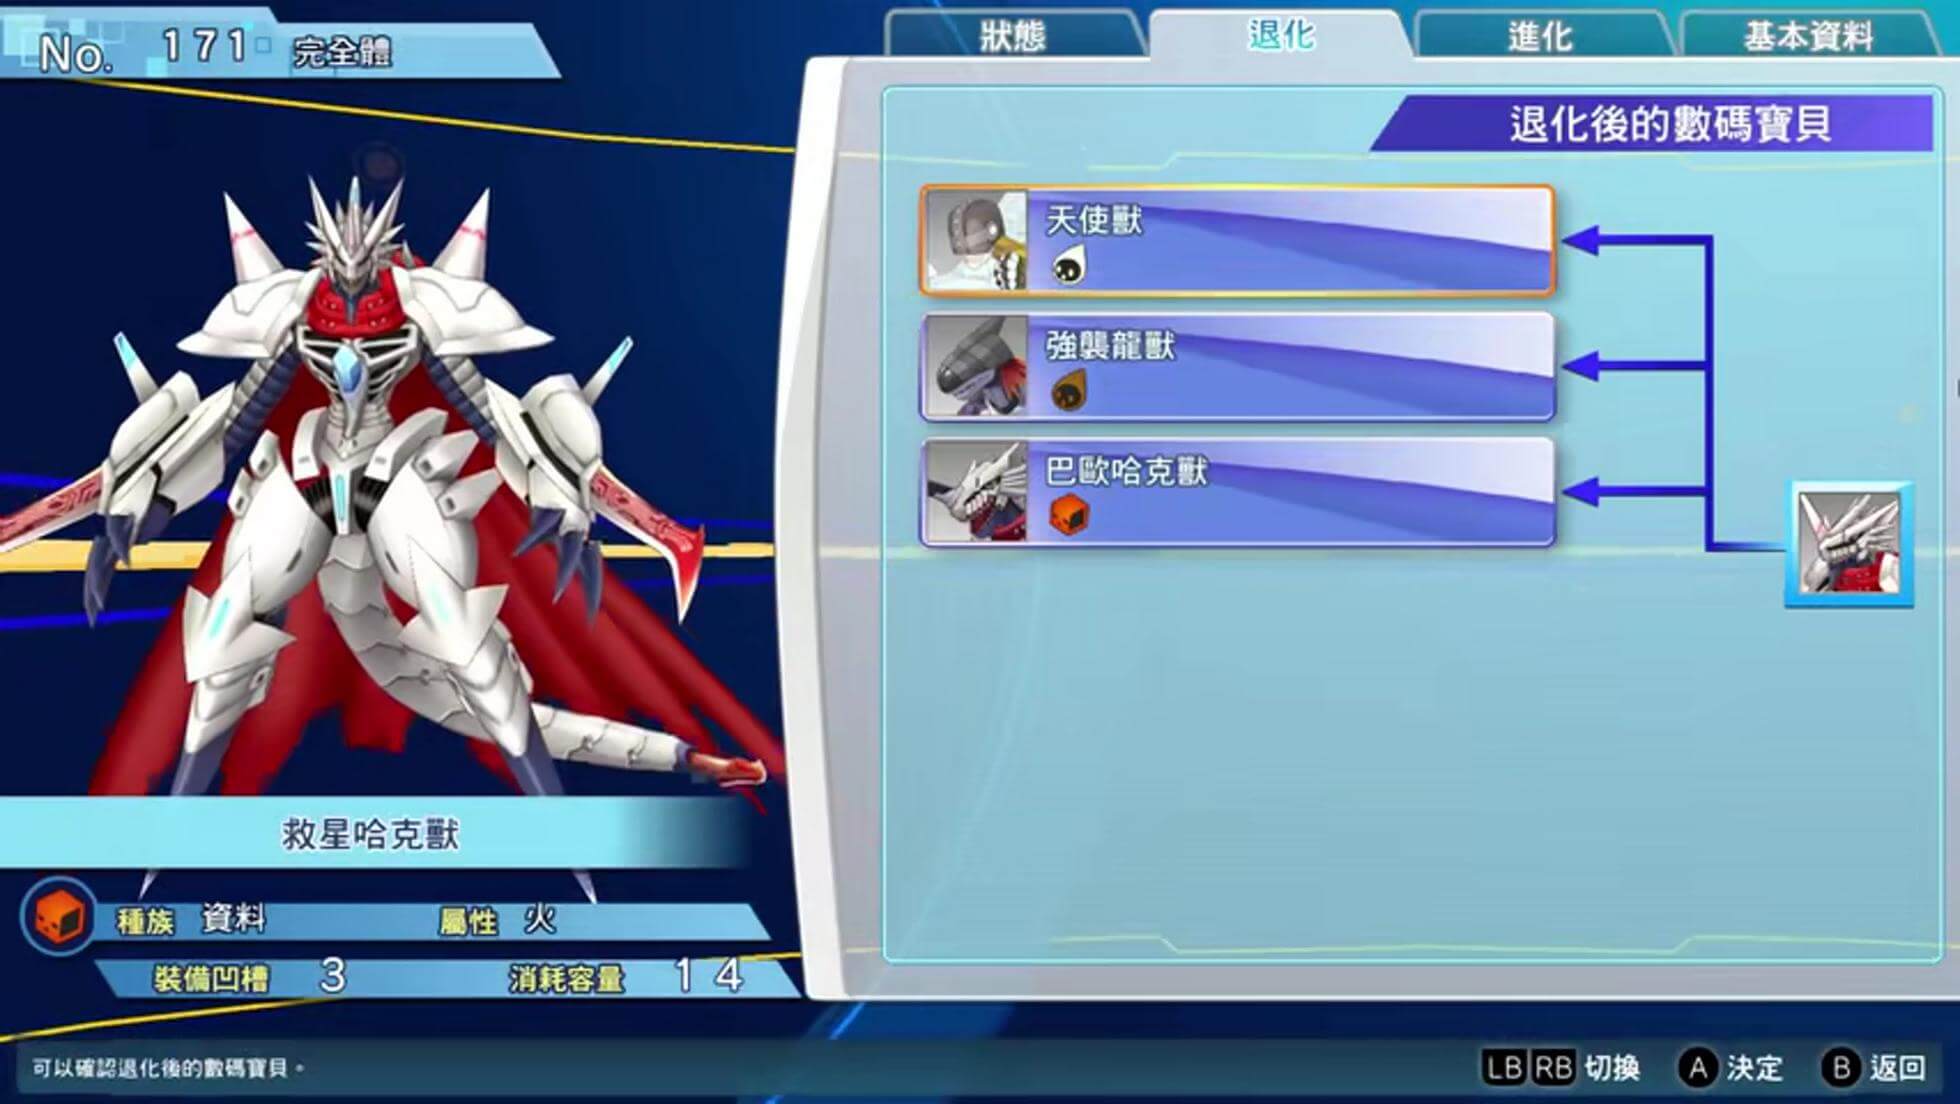 No. 171 完全體
狀態 退化 進化 基本資料
退化後的數碼寶貝
天使獸
強襲龍獸
巴歐哈克獸
救星哈克獸
種族 資料 屬性 火
裝備凹槽 3 消耗容量 14
可以確認退化後的數碼寶貝。
LB RB 切換 A 決定 B 返回